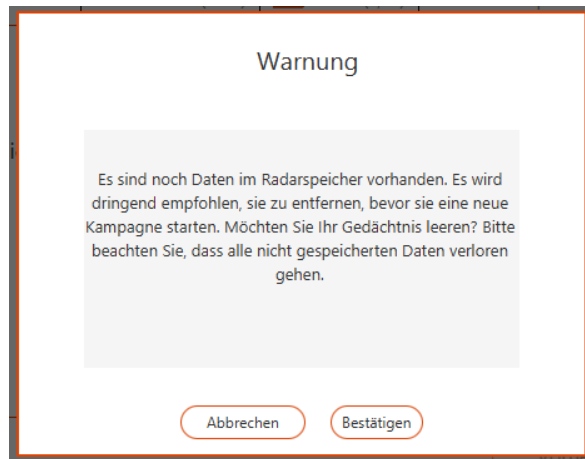 Warnung
Es sind noch Daten im Radarspeicher vorhanden. Es wird
dringend empfohlen, sie zu entfernen, bevor sie eine neue
Kampagne starten. Möchten Sie Ihr Gedächtnis leeren? Bitte
beachten Sie, dass alle nicht gespeicherten Daten verloren
gehen.
Abbrechen
Bestätigen